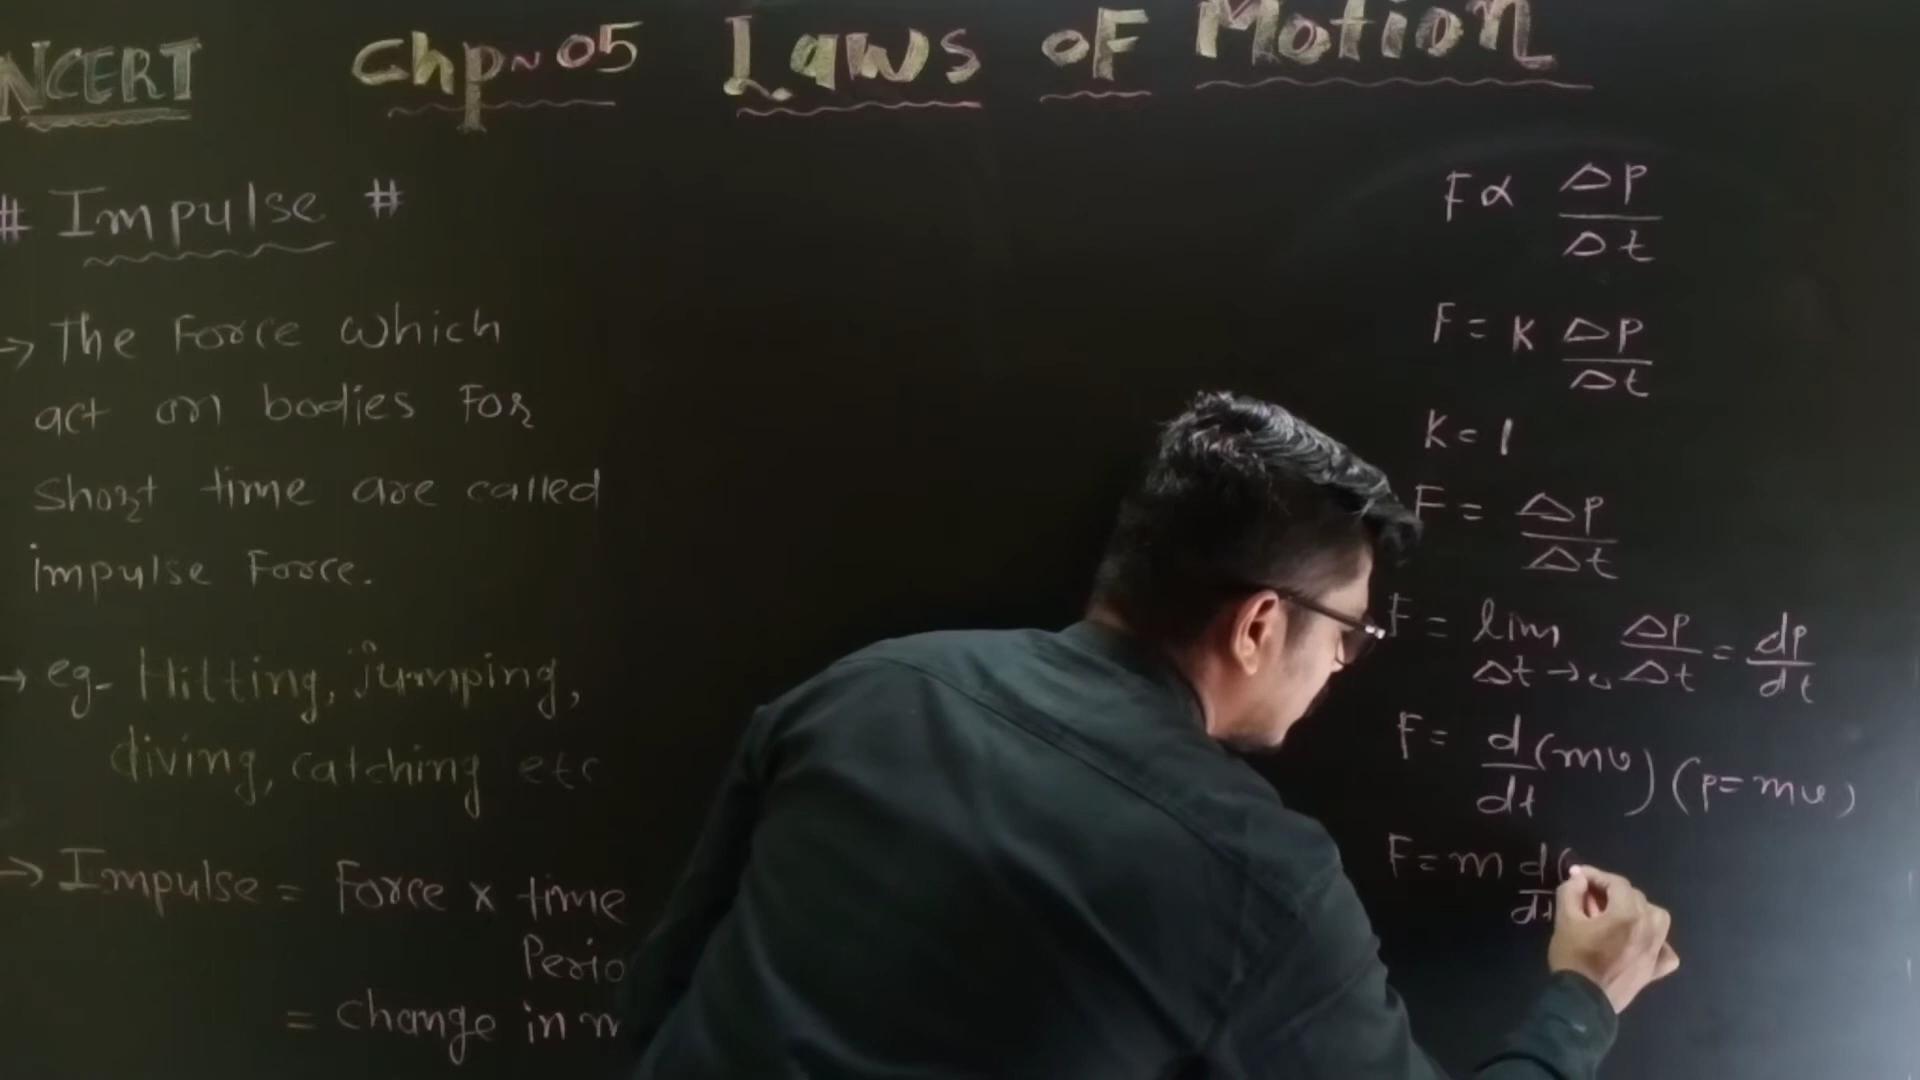 NCERT Chp~05 Laws of Motion
# Impulse #
→ The Force which
act on bodies For
short time are called
impulse Force.
→ eg- Hitting, jumping,
diving, catching etc
→ Impulse = Force × time
Perio
= change in m
F ∝ Δp/Δt
F = K Δp/Δt
K = 1
F = Δp/Δt
F = lim Δt→0 Δp/Δt = dp/dt
F = d/dt (mv) (p = mv)
F = m d(/dt